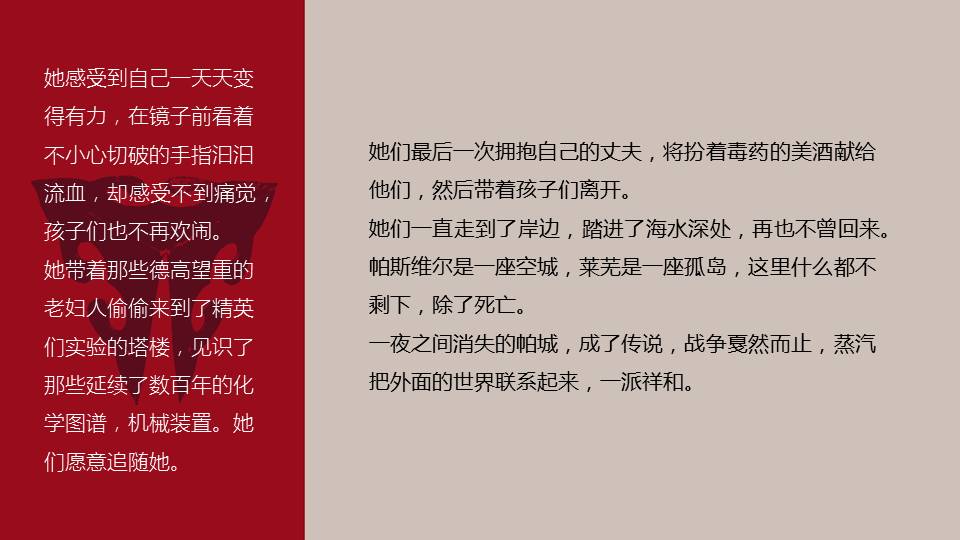 她感受到自己一天天变
得有力，在镜子前看着
不小心切破的手指汩汩
流血，却感受不到痛觉，
孩子们也不再欢闹。
她带着那些德高望重的
老妇人偷偷来到了精英
们实验的塔楼，见识了
那些延续了数百年的化
学图谱，机械装置。她
们愿意追随她。
她们最后一次拥抱自己的丈夫，将扮着毒药的美酒献给
他们，然后带着孩子们离开。
她们一直走到了岸边，踏进了海水深处，再也不曾回来。
帕斯维尔是一座空城，莱芜是一座孤岛，这里什么都不
剩下，除了死亡。
一夜之间消失的帕城，成了传说，战争戛然而止，蒸汽
把外面的世界联系起来，一派祥和。